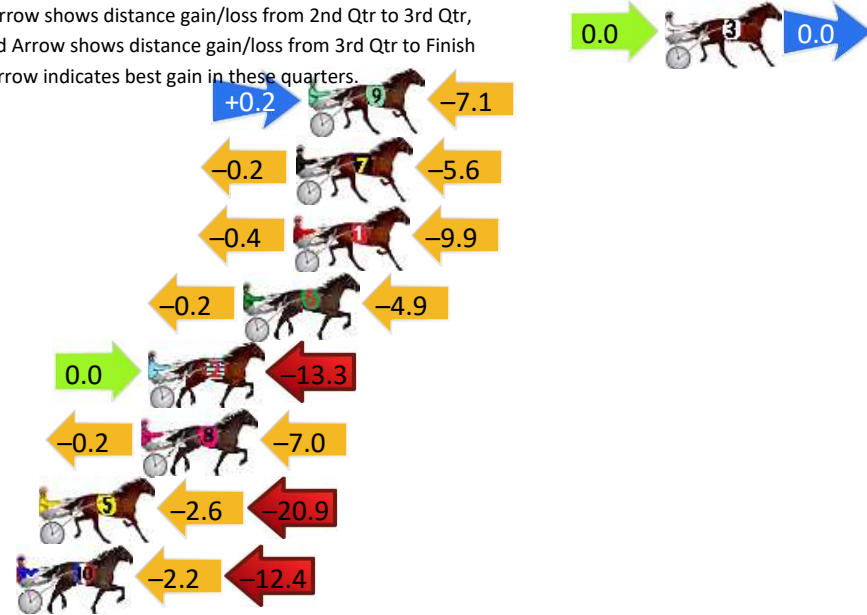 rrow shows distance gain/loss from 2nd Qtr to 3rd Qtr,
d Arrow shows distance gain/loss from 3rd Qtr to Finish
rrow indicates best gain in these quarters.
0.0 3 0.0
+0.2 9 –7.1
–0.2 7 –5.6
–0.4 1 –9.9
–0.2 6 –4.9
0.0 2 –13.3
–0.2 8 –7.0
5 –2.6 –20.9
10 –2.2 –12.4